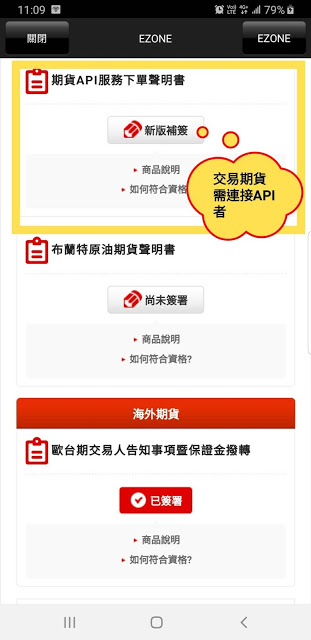 11:09 79%
關閉 EZONE EZONE
期貨API服務下單聲明書
新版補簽
商品說明
如何符合資格
交易期貨
需連接API
者
布蘭特原油期貨聲明書
尚未簽署
商品說明
如何符合資格?
海外期貨
歐台期交易人告知事項暨保證金撥轉
已簽署
商品說明
如何符合資格?